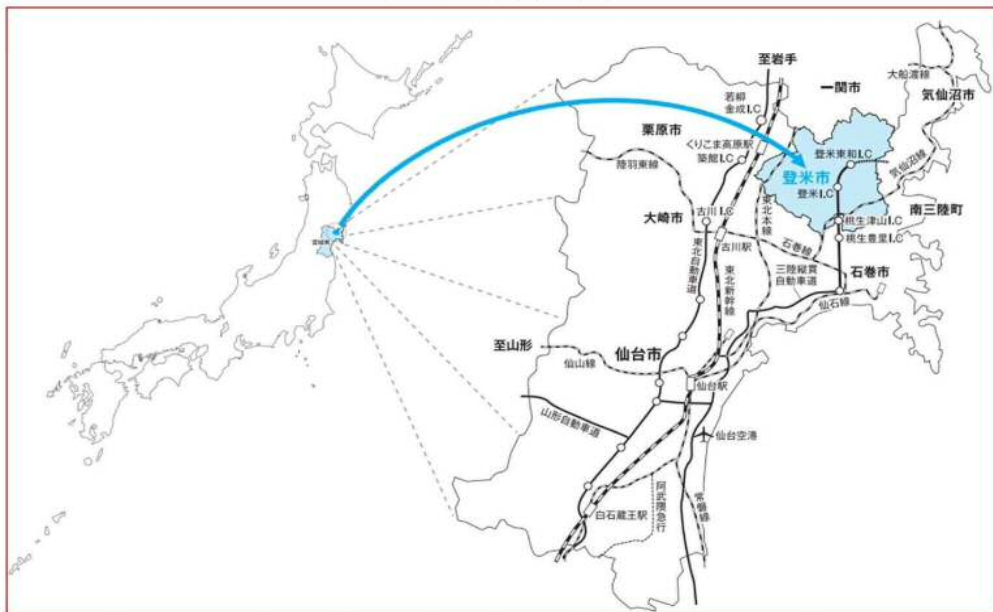 宮城県
至岩手
一関市
大船渡線
気仙沼市
若柳
金成I.C
栗原市
くりこま高原駅
築館I.C
陸羽東線
登米東和I.C
登米市
登米I.C
気仙沼線
南三陸町
東北本線
大崎市
古川I.C
古川駅
桃生津山I.C
桃生豊里I.C
石巻線
石巻市
三陸縦貫
自動車道
東北自動車道
東北新幹線
仙石線
至山形
仙山線
仙台市
仙台駅
山形自動車道
仙台空港
白石蔵王駅
阿武隈急行
常磐線